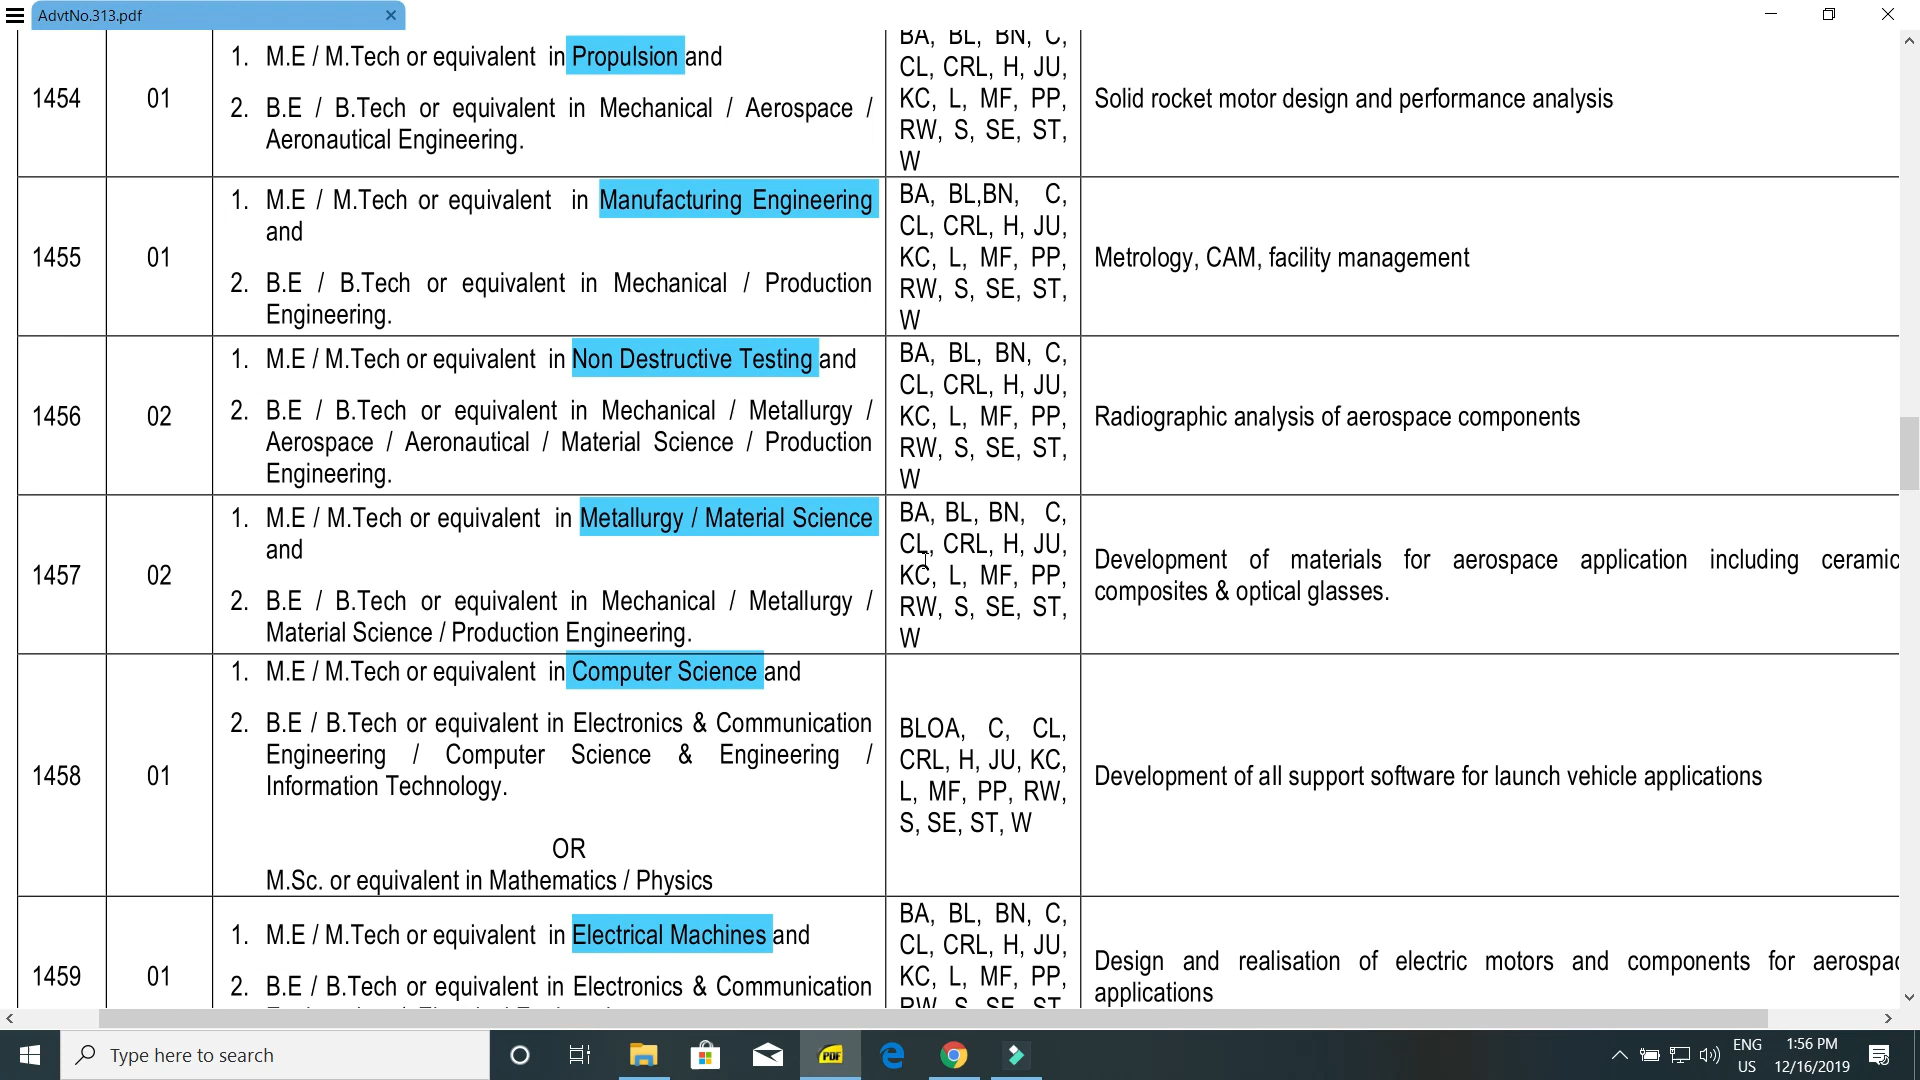 AdvtNo.313.pdf
1454
01
1. M.E / M.Tech or equivalent in Propulsion and
2. B.E / B.Tech or equivalent in Mechanical / Aerospace /
Aeronautical Engineering.
BA, BL, BN, C,
CL, CRL, H, JU,
KC, L, MF, PP,
RW, S, SE, ST,
W
Solid rocket motor design and performance analysis
1455
01
1. M.E / M.Tech or equivalent in Manufacturing Engineering
and
2. B.E / B.Tech or equivalent in Mechanical / Production
Engineering.
BA, BL,BN, C,
CL, CRL, H, JU,
KC, L, MF, PP,
RW, S, SE, ST,
W
Metrology, CAM, facility management
1456
02
1. M.E / M.Tech or equivalent in Non Destructive Testing and
2. B.E / B.Tech or equivalent in Mechanical / Metallurgy /
Aerospace / Aeronautical / Material Science / Production
Engineering.
BA, BL, BN, C,
CL, CRL, H, JU,
KC, L, MF, PP,
RW, S, SE, ST,
W
Radiographic analysis of aerospace components
1457
02
1. M.E / M.Tech or equivalent in Metallurgy / Material Science
and
2. B.E / B.Tech or equivalent in Mechanical / Metallurgy /
Material Science / Production Engineering.
BA, BL, BN, C,
CL, CRL, H, JU,
KC, L, MF, PP,
RW, S, SE, ST,
W
Development of materials for aerospace application including ceramic
composites & optical glasses.
1458
01
1. M.E / M.Tech or equivalent in Computer Science and
2. B.E / B.Tech or equivalent in Electronics & Communication
Engineering / Computer Science & Engineering /
Information Technology.
OR
M.Sc. or equivalent in Mathematics / Physics
BLOA, C, CL,
CRL, H, JU, KC,
L, MF, PP, RW,
S, SE, ST, W
Development of all support software for launch vehicle applications
1459
01
1. M.E / M.Tech or equivalent in Electrical Machines and
2. B.E / B.Tech or equivalent in Electronics & Communication
BA, BL, BN, C,
CL, CRL, H, JU,
KC, L, MF, PP,
RW, S, SE, ST,
Design and realisation of electric motors and components for aerospac
applications
Type here to search
PDF
ENG
US
1:56 PM
12/16/2019